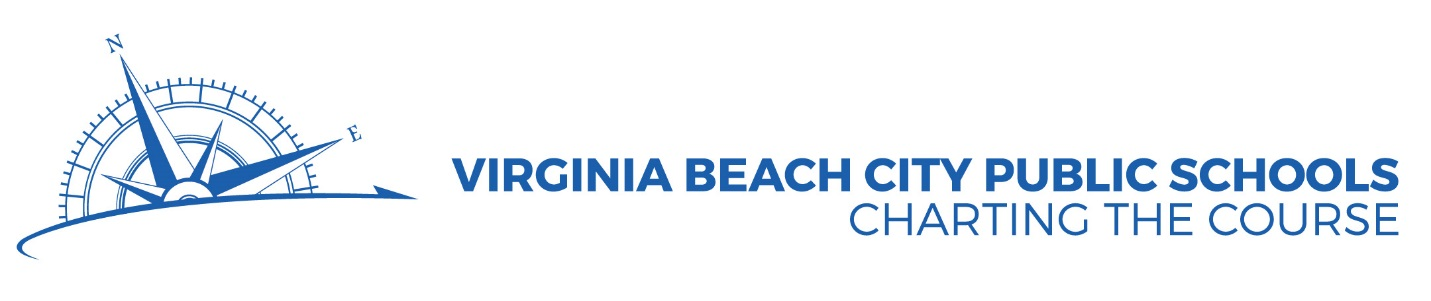 N
E
VIRGINIA BEACH CITY PUBLIC SCHOOLS
CHARTING THE COURSE